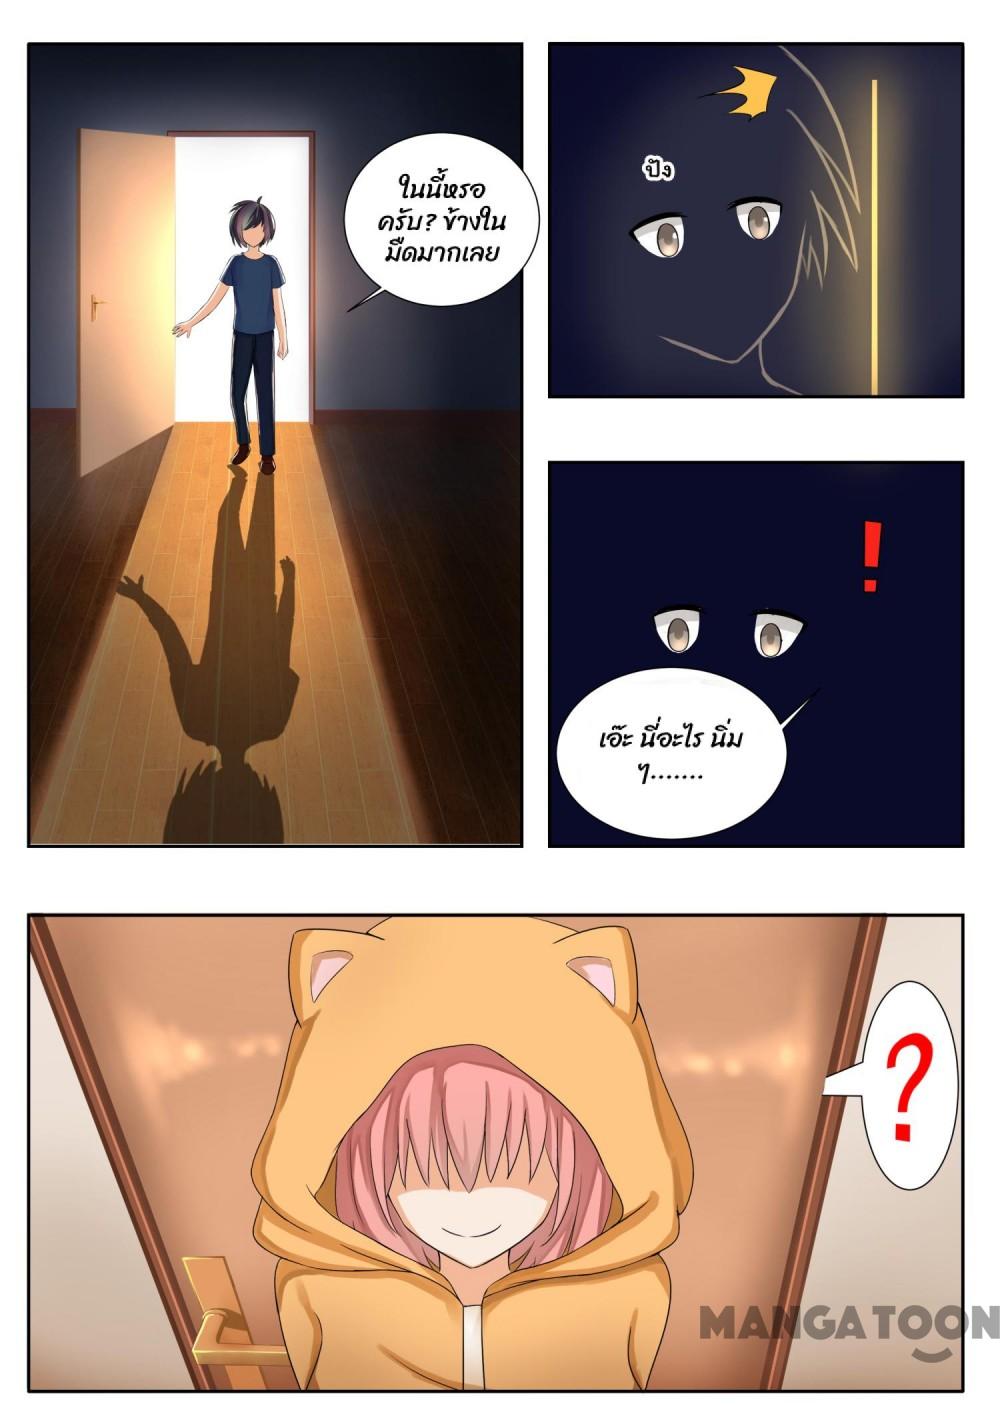 ในนี้หรอ
ครับ? ข้างใน
มืดมากเลย
ปัง
!
เอ๊ะ นี่อะไร นิ่ม
ๆ.......
?
MANGATOON